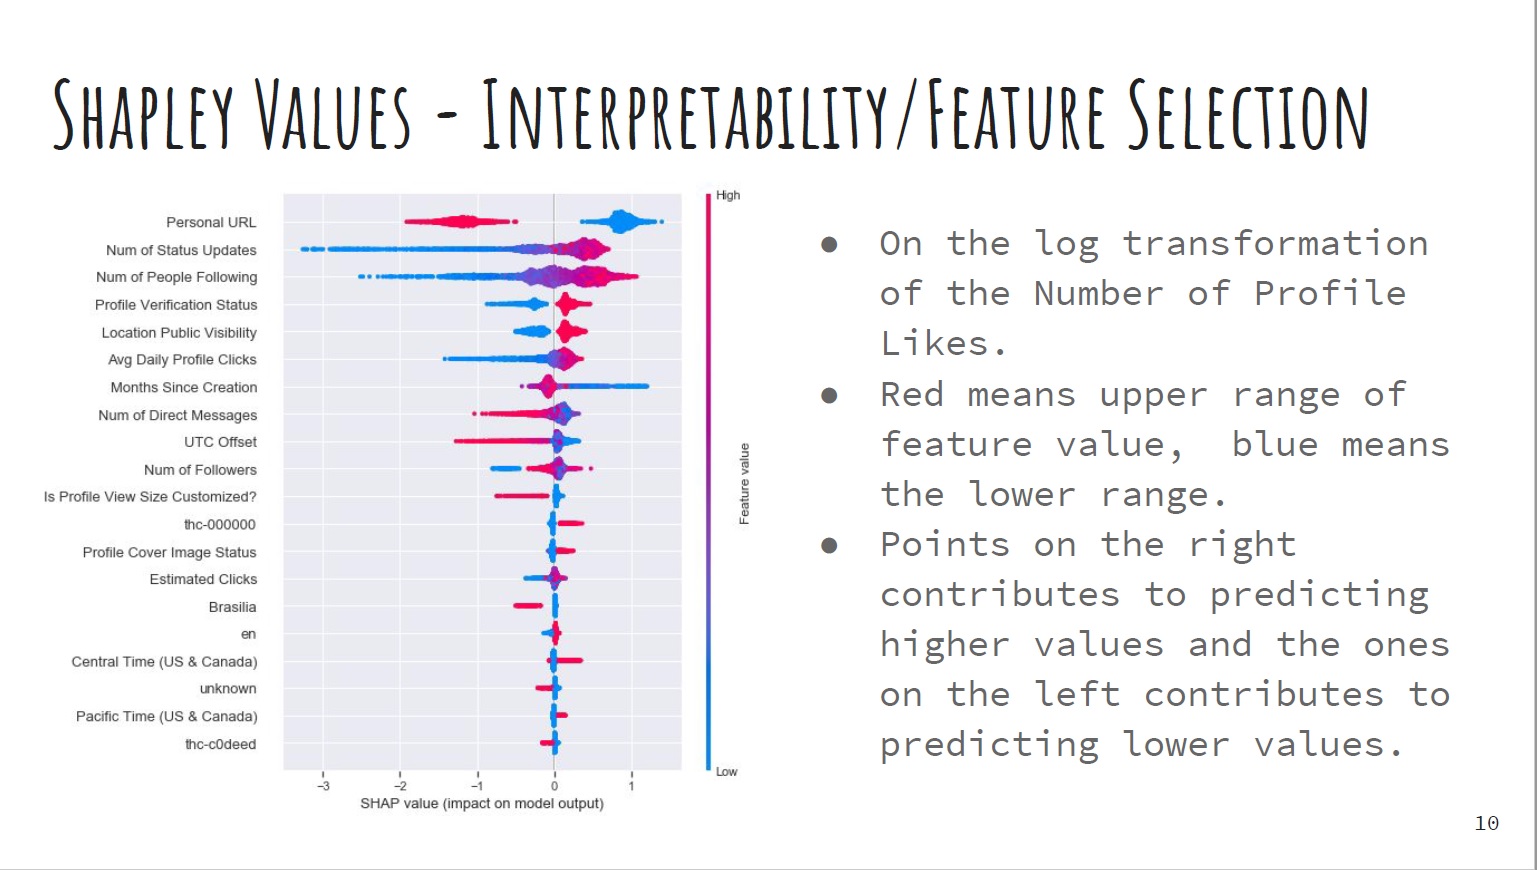 Shapley Values - Interpretability/Feature Selection
High
Personal URL
Num of Status Updates
Num of People Following
Profile Verification Status
Location Public Visibility
Avg Daily Profile Clicks
Months Since Creation
Num of Direct Messages
UTC Offset
Num of Followers
Is Profile View Size Customized?
thc-000000
Profile Cover Image Status
Estimated Clicks
Brasilia
en
Central Time (US & Canada)
unknown
Pacific Time (US & Canada)
thc-c0deed
Feature value
Low
−3 −2 −1 0 1
SHAP value (impact on model output)
● On the log transformation
of the Number of Profile
Likes.
● Red means upper range of
feature value, blue means
the lower range.
● Points on the right
contributes to predicting
higher values and the ones
on the left contributes to
predicting lower values.
10